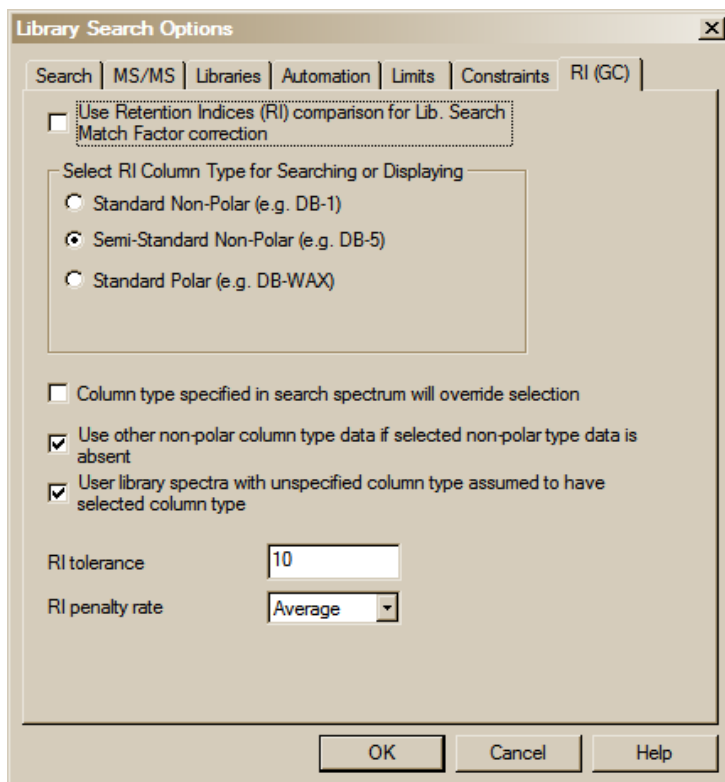 Library Search Options
Search MS/MS Libraries Automation Limits Constraints RI (GC)
Use Retention Indices (RI) comparison for Lib. Search
Match Factor correction
Select RI Column Type for Searching or Displaying
Standard Non-Polar (e.g. DB-1)
Semi-Standard Non-Polar (e.g. DB-5)
Standard Polar (e.g. DB-WAX)
Column type specified in search spectrum will override selection
Use other non-polar column type data if selected non-polar type data is
absent
User library spectra with unspecified column type assumed to have
selected column type
RI tolerance 10
RI penalty rate Average
OK Cancel Help